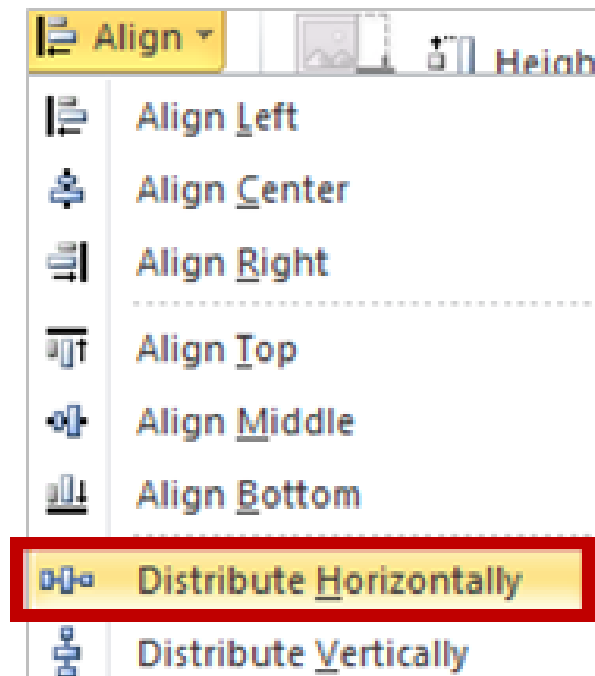 Align
Heigh
Align Left
Align Center
Align Right
Align Top
Align Middle
Align Bottom
Distribute Horizontally
Distribute Vertically